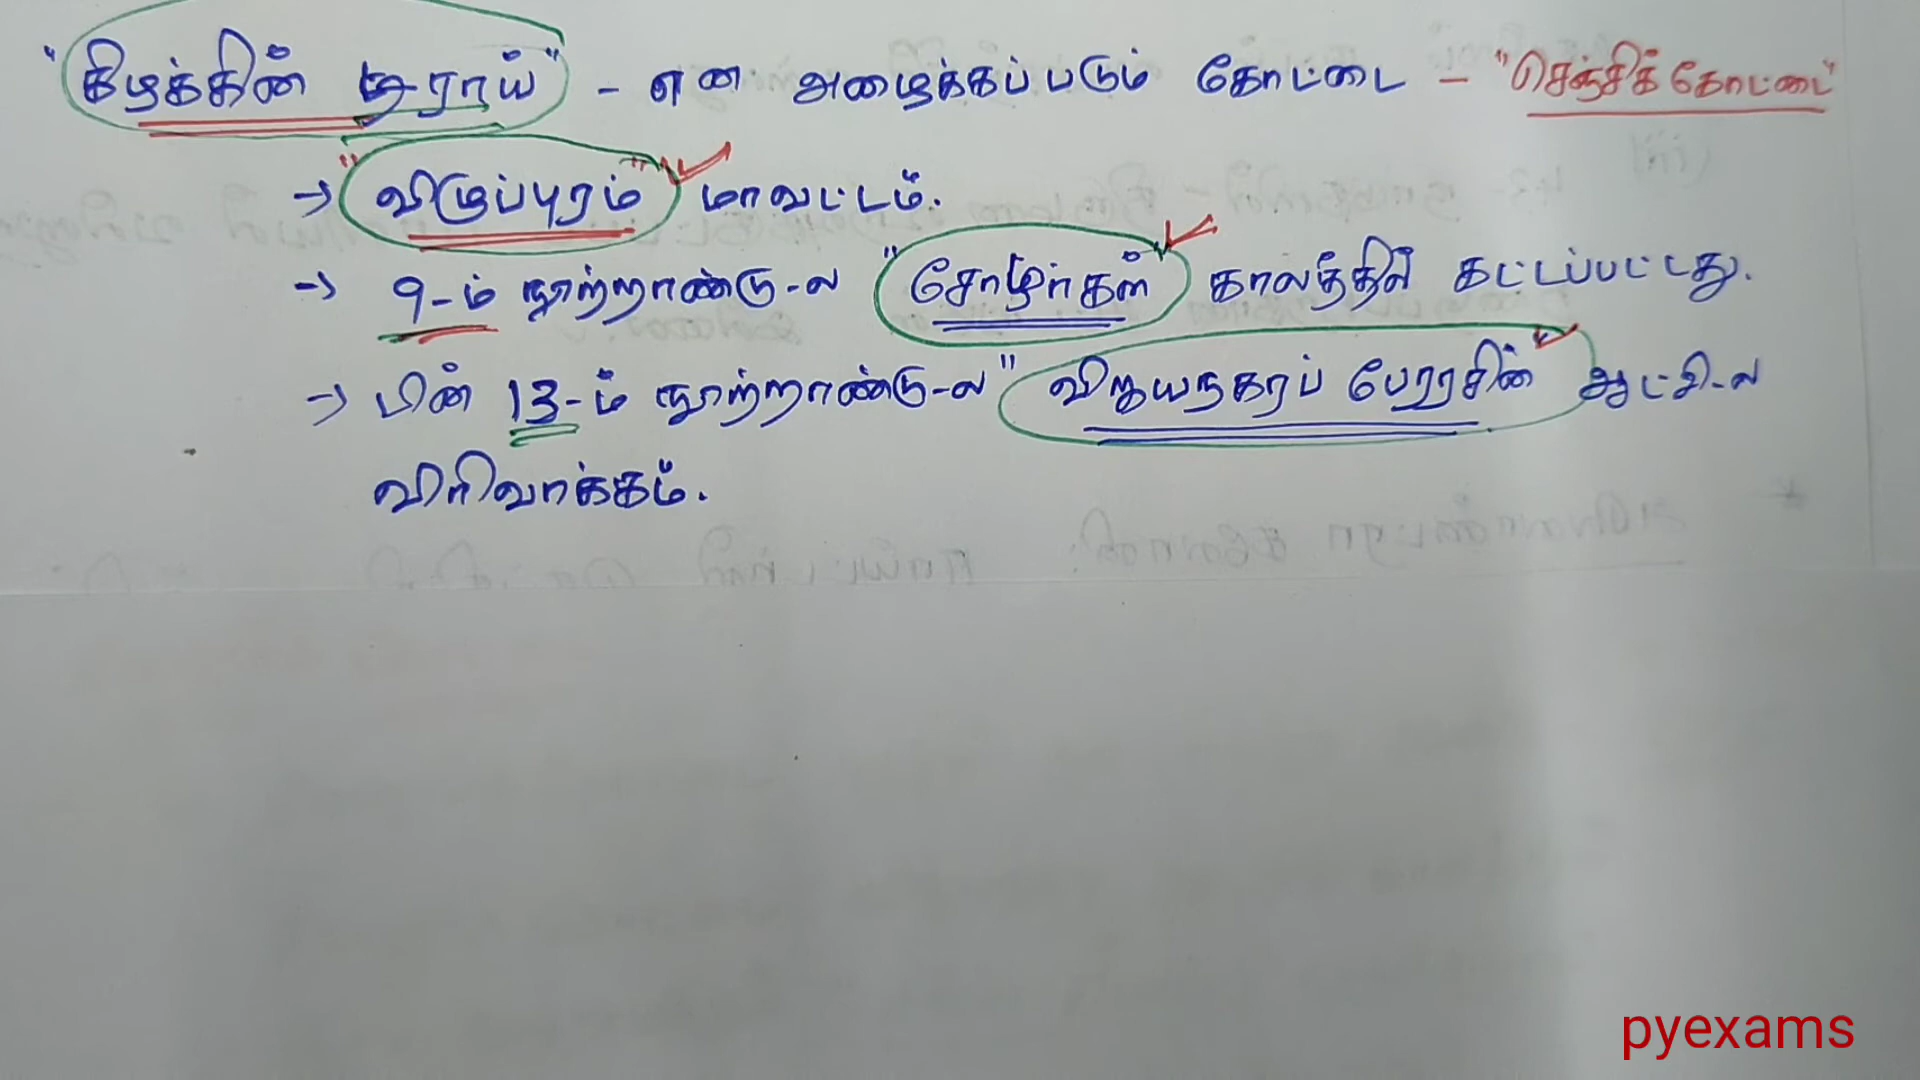 "கிழக்கின் டிராய்" - என அழைக்கப்படும் கோட்டை - "செஞ்சிக்கோட்டை"
→ "விழுப்புரம்" மாவட்டம்.
→ 9-ம் நூற்றாண்டு-ல "சோழர்கள்" காலத்தில் கட்டப்பட்டது.
→ பின் 13-ம் நூற்றாண்டு-ல "விஜயநகரப் பேரரசின்" ஆட்சி-ல
விரிவாக்கம்.
pyexams